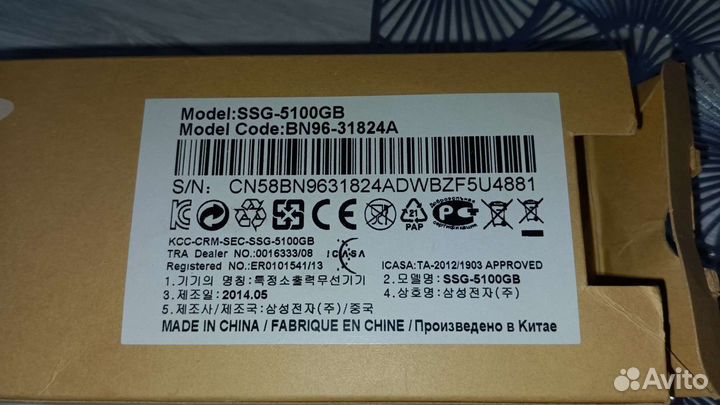 Model:SSG-5100GB
Model Code:BN96-31824A
S/N: CN58BN9631824ADWBZF5U4881
21
PAP
Добровольная сертификация
KCC-CRM-SEC-SSG-5100GB
TRA Dealer NO.:0016333/08
Registered NO.:ER0101541/13
ICASA
ICASA:TA-2012/1903 APPROVED
1.기기의 명칭:특정소출력무선기기
2.모델명: SSG-5100GB
3.제조일:2014.05
4.상호명: 삼성전자(주)
5.제조사/제조국:삼성전자(주)/중국
MADE IN CHINA / FABRIQUE EN CHINE / Произведено в Китае
Avito